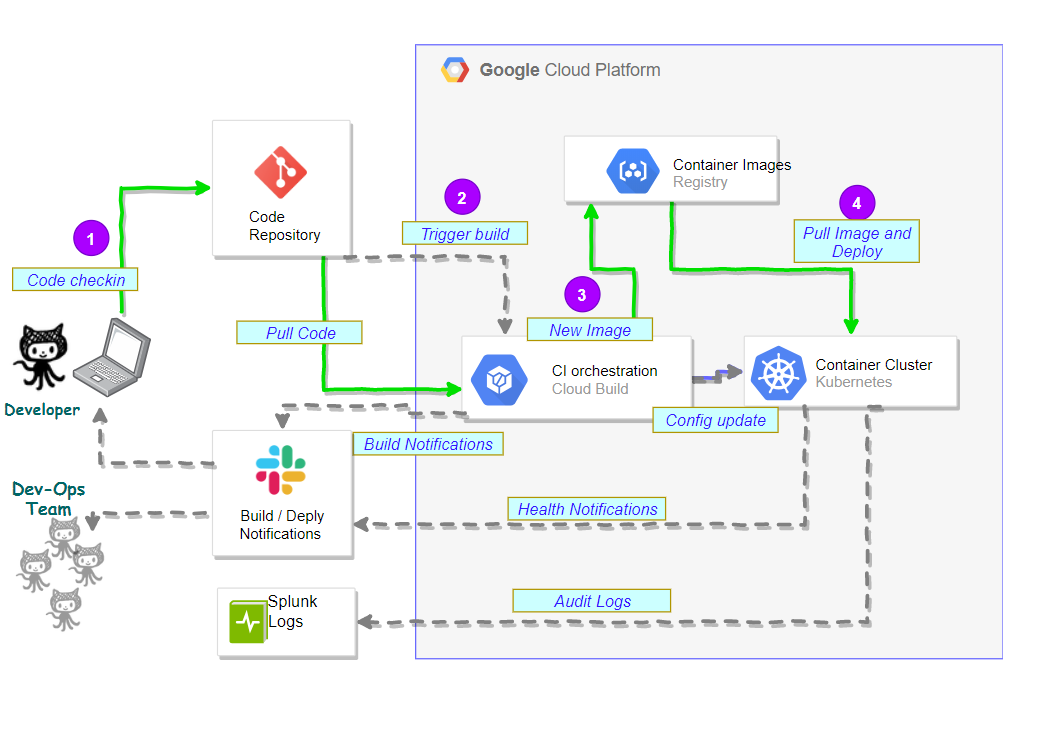 Google Cloud Platform
Code
Repository
Container Images
Registry
1
Code checkin
2
Trigger build
3
New Image
4
Pull Image and
Deploy
Pull Code
CI orchestration
Cloud Build
Container Cluster
Kubernetes
Config update
Developer
Build Notifications
Dev-Ops
Team
Build / Deply
Notifications
Health Notifications
Splunk
Logs
Audit Logs